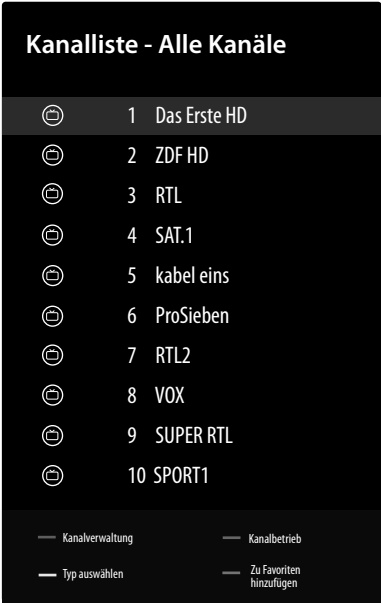 Kanalliste - Alle Kanäle
1 Das Erste HD
2 ZDF HD
3 RTL
4 SAT.1
5 kabel eins
6 ProSieben
7 RTL2
8 VOX
9 SUPER RTL
10 SPORT1
Kanalverwaltung
Kanalbetrieb
Typ auswählen
Zu Favoriten
hinzufügen